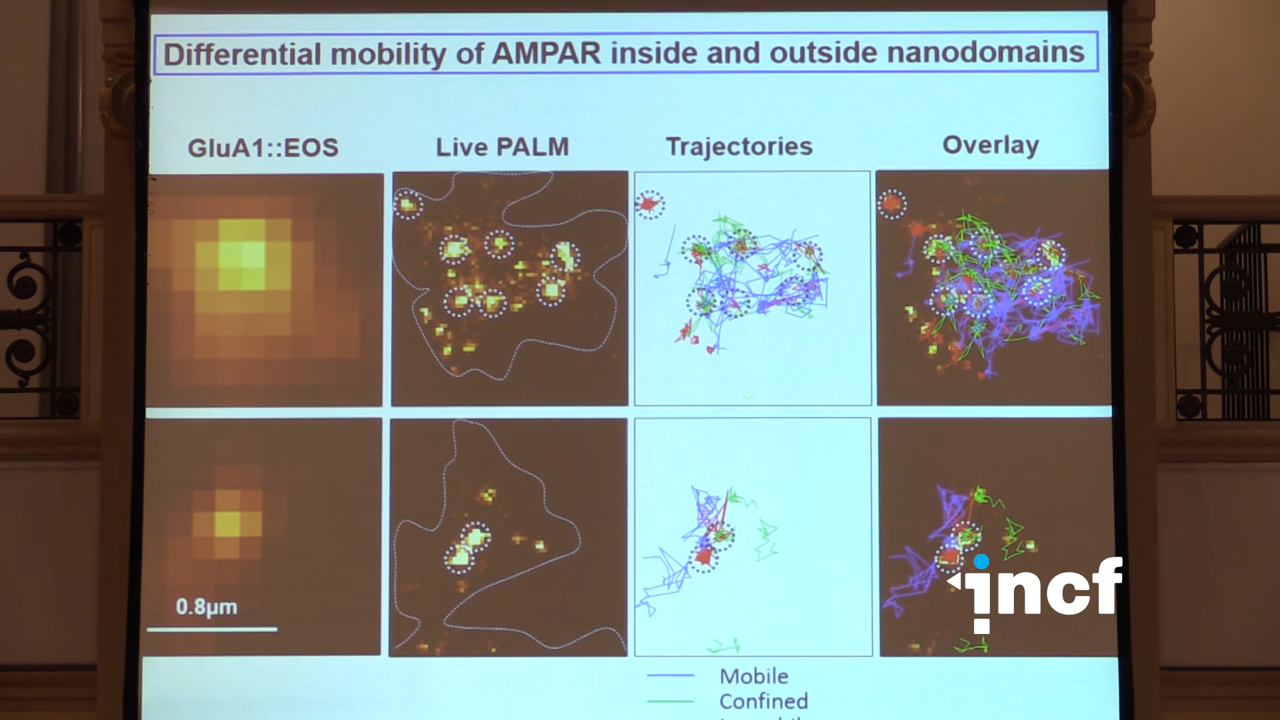 Differential mobility of AMPAR inside and outside nanodomains
GluA1::EOS
Live PALM
Trajectories
Overlay
0.8µm
incf
Mobile
Confined